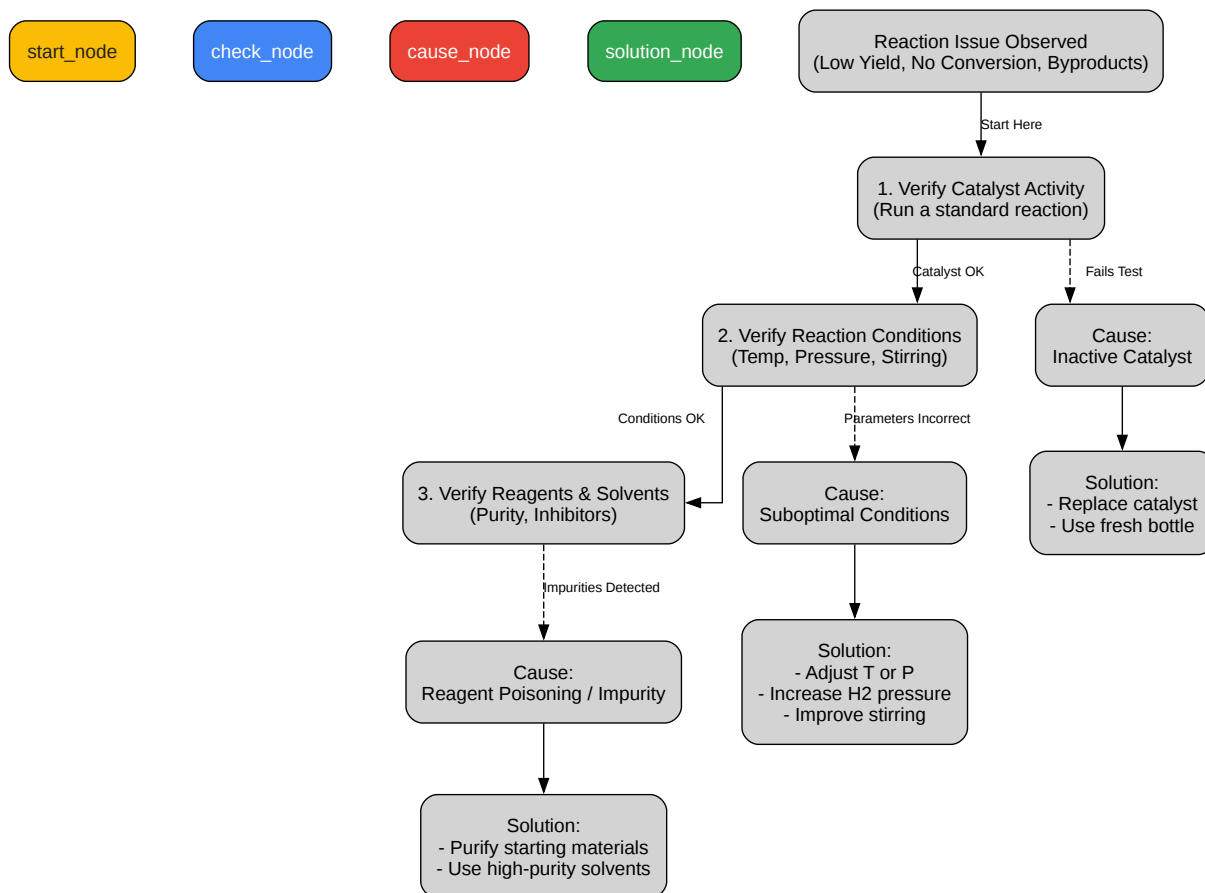 start_node
check_node
cause_node
solution_node
Reaction Issue Observed
(Low Yield, No Conversion, Byproducts)
Start Here
1. Verify Catalyst Activity
(Run a standard reaction)
Catalyst OK
Fails Test
2. Verify Reaction Conditions
(Temp, Pressure, Stirring)
Cause:
Inactive Catalyst
Conditions OK
Parameters Incorrect
3. Verify Reagents & Solvents
(Purity, Inhibitors)
Cause:
Suboptimal Conditions
Solution:
- Replace catalyst
- Use fresh bottle
Impurities Detected
Cause:
Reagent Poisoning / Impurity
Solution:
- Adjust T or P
- Increase H2 pressure
- Improve stirring
Solution:
- Purify starting materials
- Use high-purity solvents